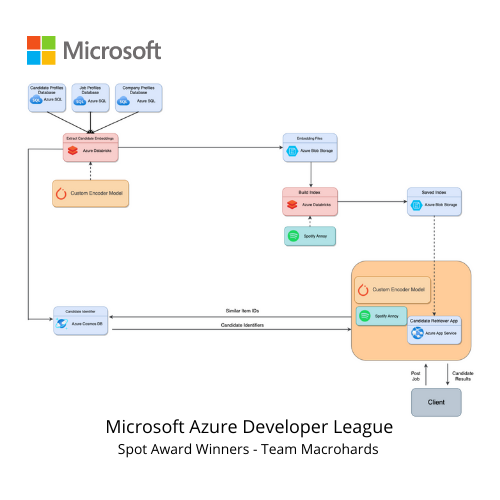 Microsoft
Candidate Profiles
Database
Azure SQL
Job Profiles
Database
Azure SQL
Company Profiles
Database
Azure SQL
Extract Candidate Embeddings
Azure Databricks
Embedding Files
Azure Blob Storage
Custom Encoder Model
Build Index
Azure Databricks
Saved Index
Azure Blob Storage
Spotify Annoy
Custom Encoder Model
Candidate Identifier
Azure Cosmos DB
Similar Item IDs
Candidate Identifiers
Spotify Annoy
Candidate Retriever App
Azure App Service
Post
Job
Candidate
Results
Client
Microsoft Azure Developer League
Spot Award Winners - Team Macrohards